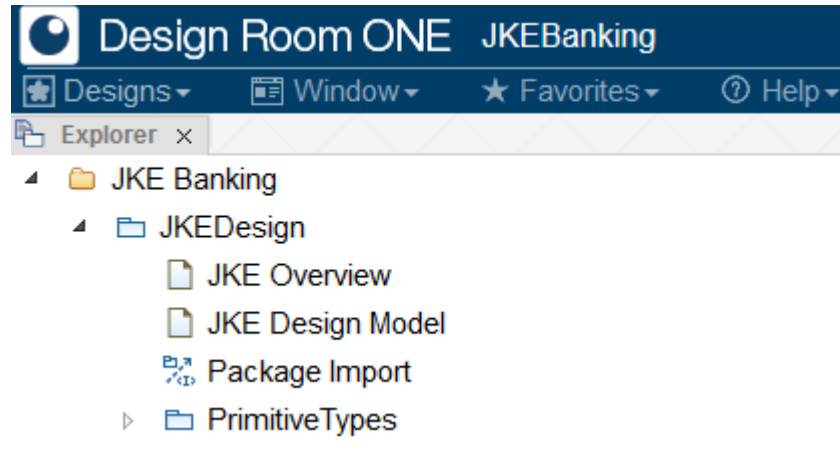 Design Room ONE JKEBanking
Designs Window Favorites Help
Explorer
JKE Banking
JKEDesign
JKE Overview
JKE Design Model
Package Import
PrimitiveTypes